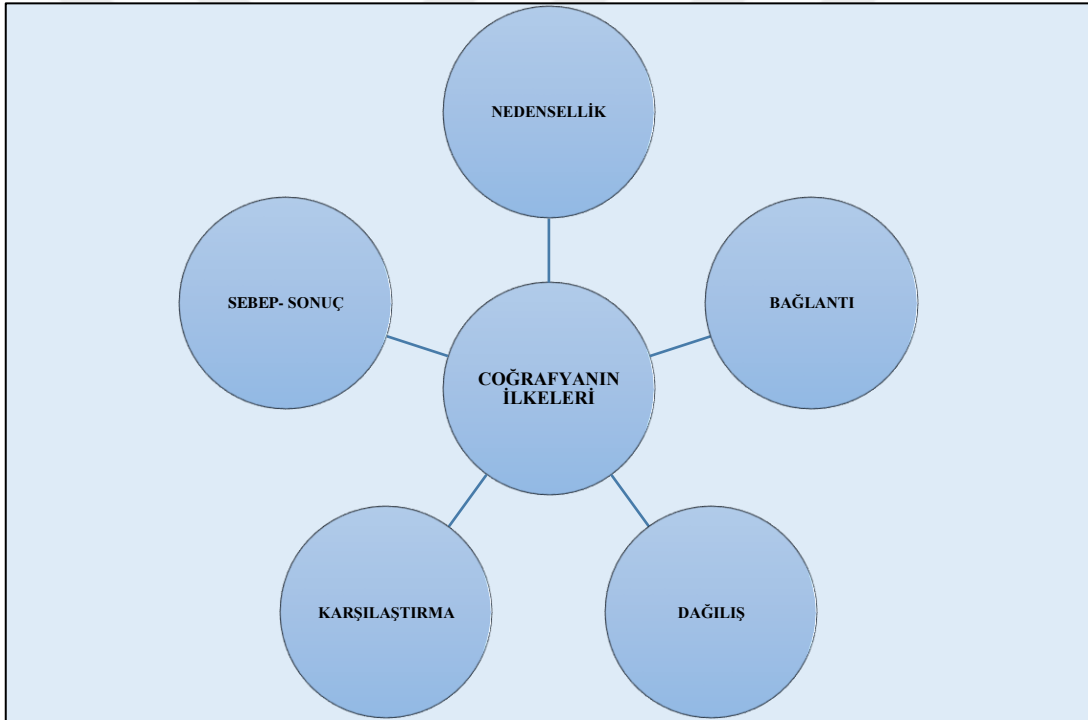 NEDENSELLİK
SEBEP- SONUÇ
BAĞLANTI
COĞRAFYANIN
İLKELERİ
KARŞILAŞTIRMA
DAĞILIŞ